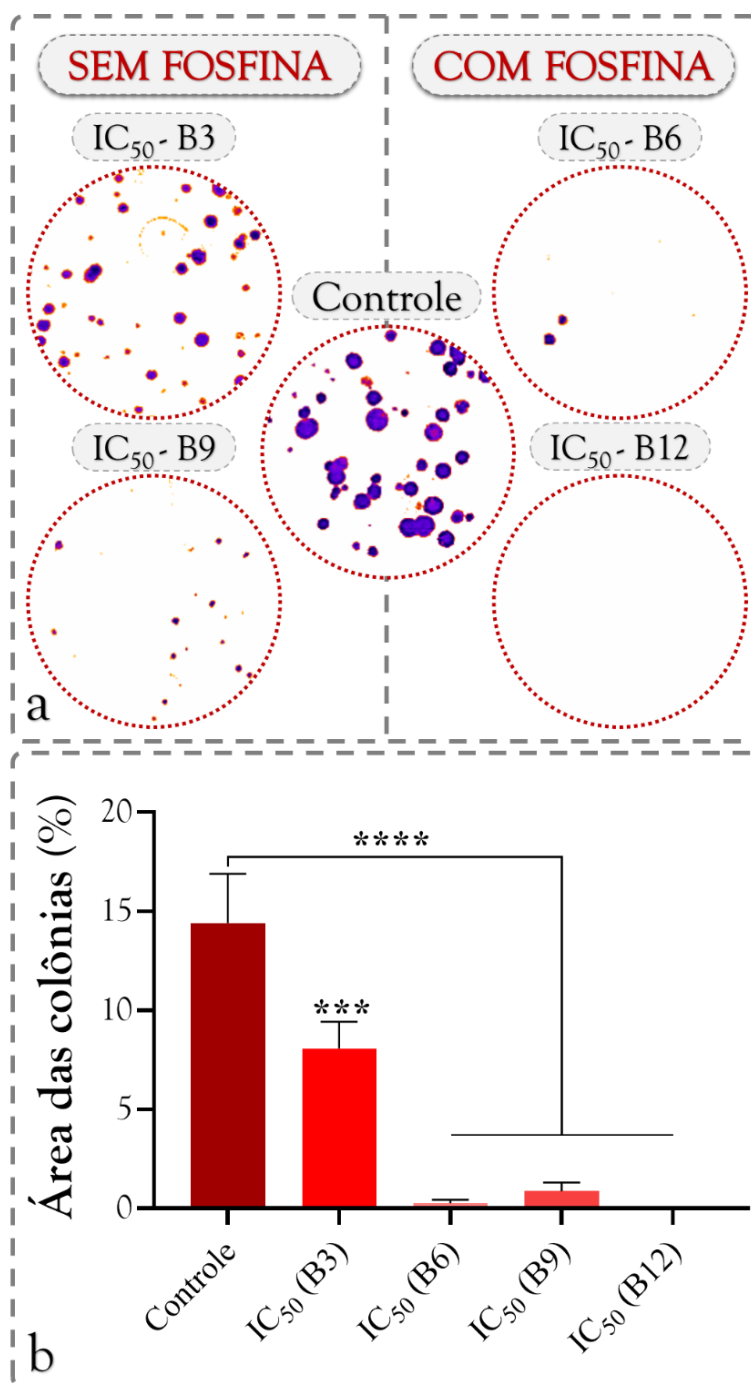 SEM FOSFINA
COM FOSFINA
IC50 - B3
IC50 - B6
Controle
IC50 - B9
IC50 - B12
a
Área das colônias (%)
20
15
10
5
0
****
***
Controle
IC50 (B3)
IC50 (B6)
IC50 (B9)
IC50 (B12)
b